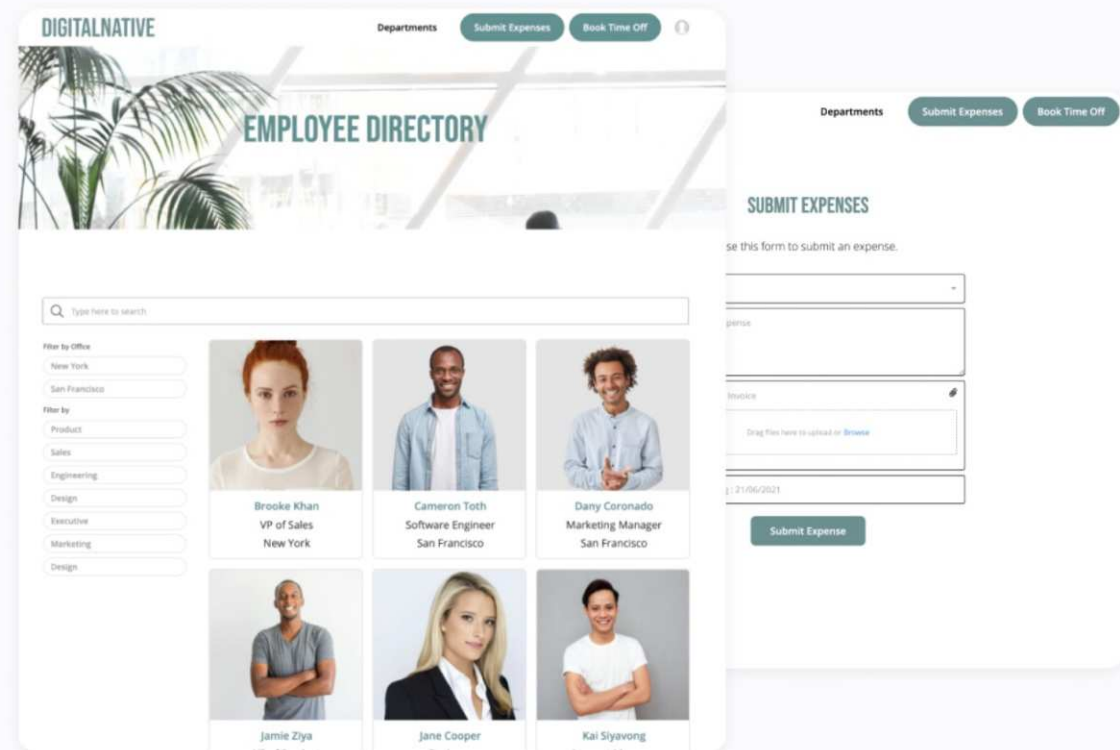 DIGITALNATIVE
Departments
Submit Expenses
Book Time Off
EMPLOYEE DIRECTORY
Type here to search
Filter by Office
New York
San Francisco
Filter by
Product
Sales
Engineering
Design
Executive
Marketing
Design
Brooke Khan
VP of Sales
New York
Cameron Toth
Software Engineer
San Francisco
Dany Coronado
Marketing Manager
San Francisco
Jamie Ziya
Jane Cooper
Kai Siyavong
Departments
Submit Expenses
Book Time Off
SUBMIT EXPENSES
se this form to submit an expense.
pense
Invoice
Drag files here to upload or Browse
: 21/06/2021
Submit Expense